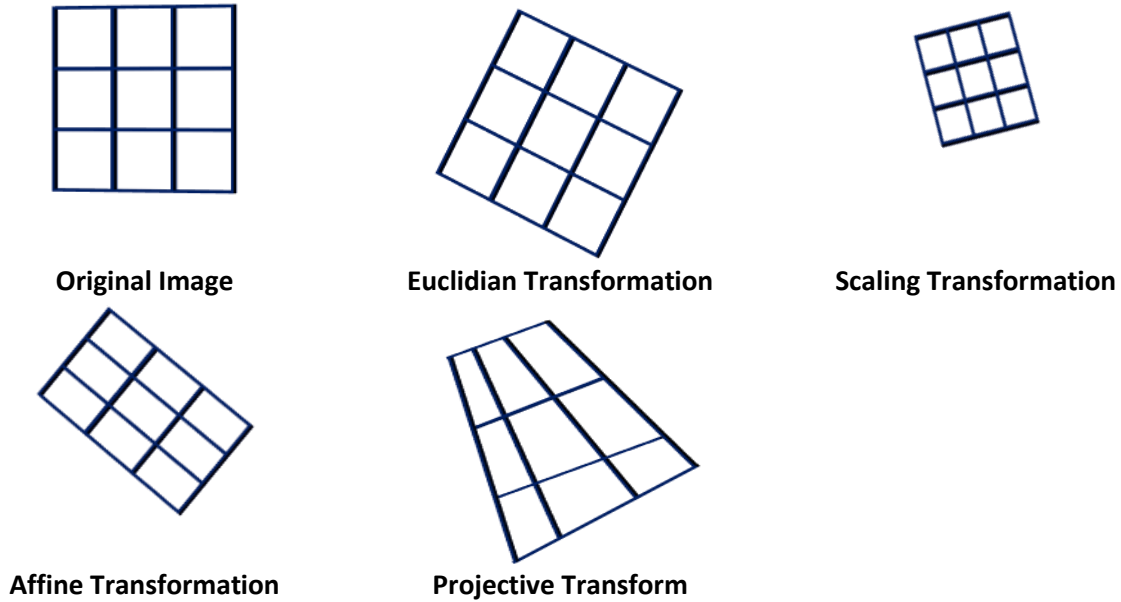 Original Image
Euclidian Transformation
Scaling Transformation
Affine Transformation
Projective Transform